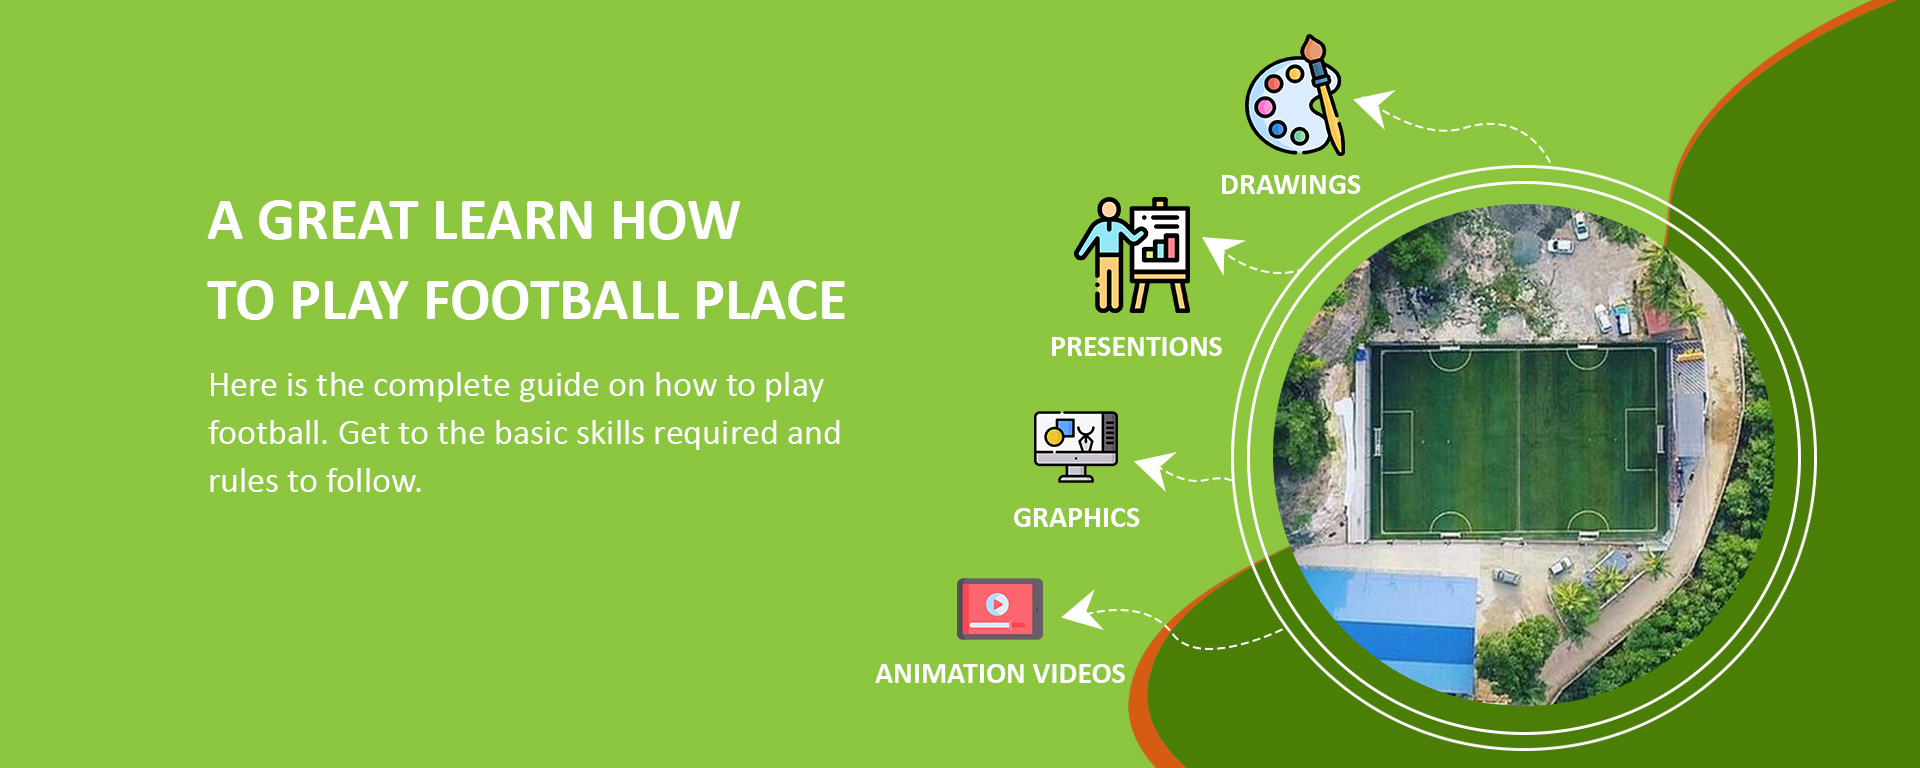 A GREAT LEARN HOW
TO PLAY FOOTBALL PLACE
Here is the complete guide on how to play
football. Get to the basic skills required and
rules to follow.
DRAWINGS
PRESENTIONS
GRAPHICS
ANIMATION VIDEOS